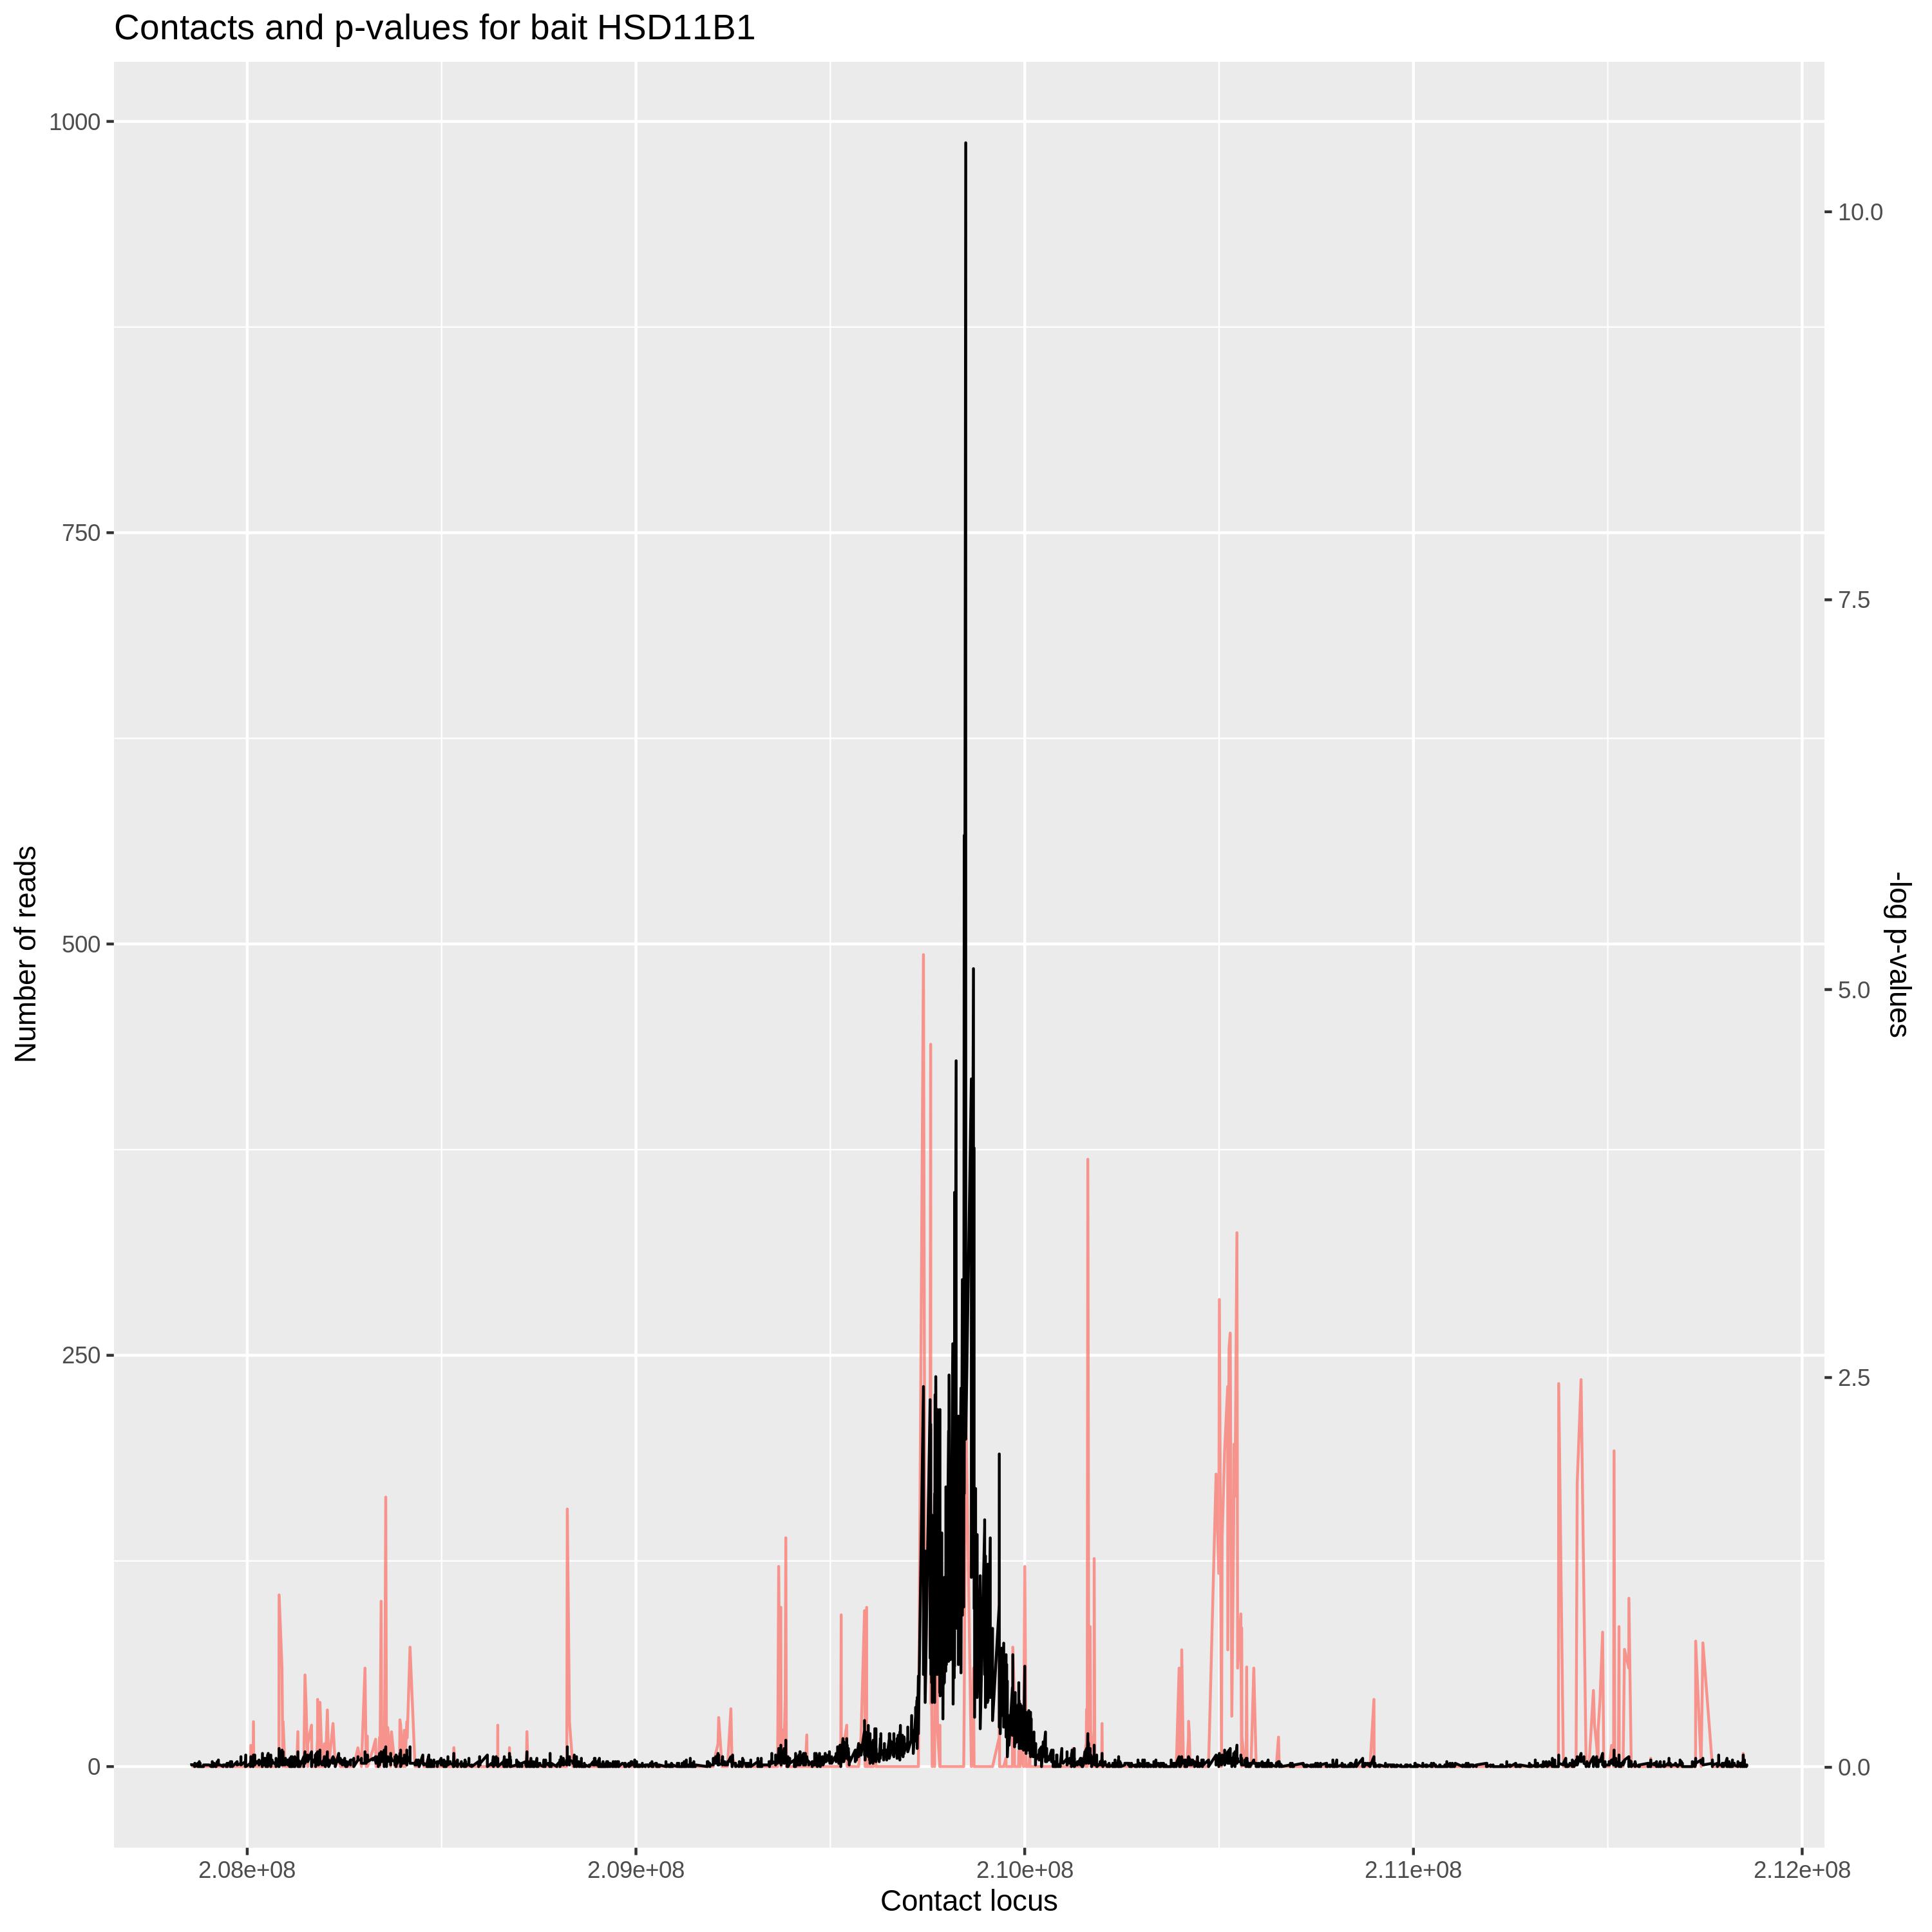 Contacts and p-values for bait HSD11B1
1000
750
500
250
0
Number of reads
10.0
7.5
5.0
2.5
0.0
-log p-values
2.08e+08
2.09e+08
2.10e+08
2.11e+08
2.12e+08
Contact locus